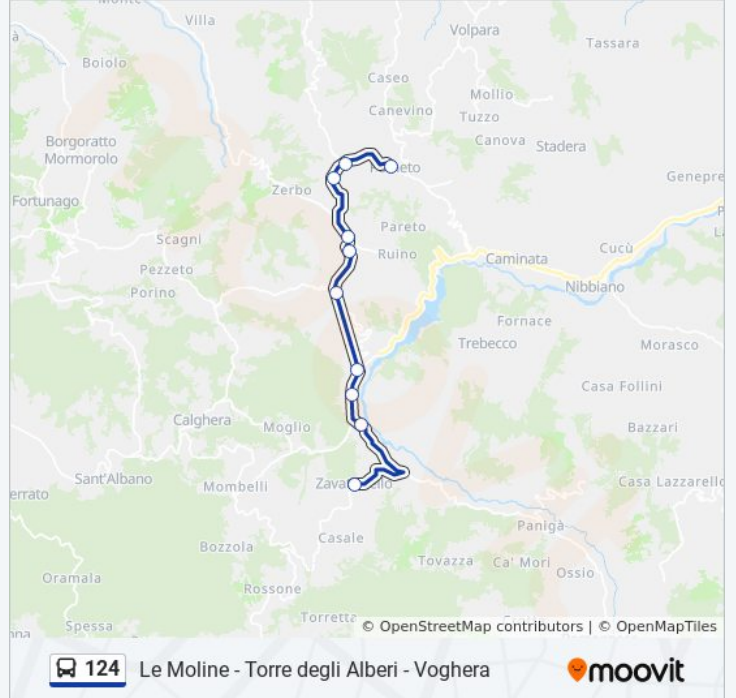 Villa
Volpara
Tassara
Boiolo
Caseo
Mollio
Canevino
Tuzzo
Borgoratto
Mormorolo
Canova
Stadera
Zerbo
Genepre
Fortunago
Pareto
Scagni
Ruino
Cucù
Pezzeto
Caminata
Porino
Nibbiano
Fornace
Trebecco
Morasco
Casa Follini
Calghera
Moglio
Bazzari
Sant'Albano
Mombelli
Casa Lazzarello
errato
Panigà
Casale
Bozzola
Tovazza
Ca' Mori
Ossio
Oramala
Rossone
Torretta
Spessa
© OpenStreetMap contributors | © OpenMapTiles
124 Le Moline - Torre degli Alberi - Voghera
moovit